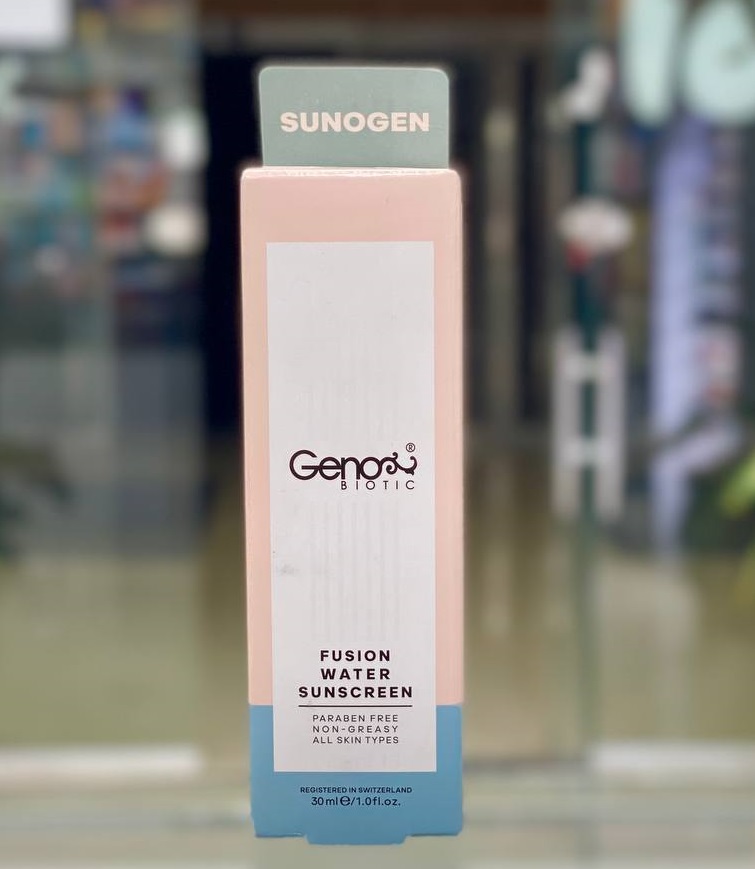 SUNOGEN
Geno®
BIOTIC
FUSION
WATER
SUNSCREEN
PARABEN FREE
NON-GREASY
ALL SKIN TYPES
REGISTERED IN SWITZERLAND
30ml℮/1.0fl.oz.